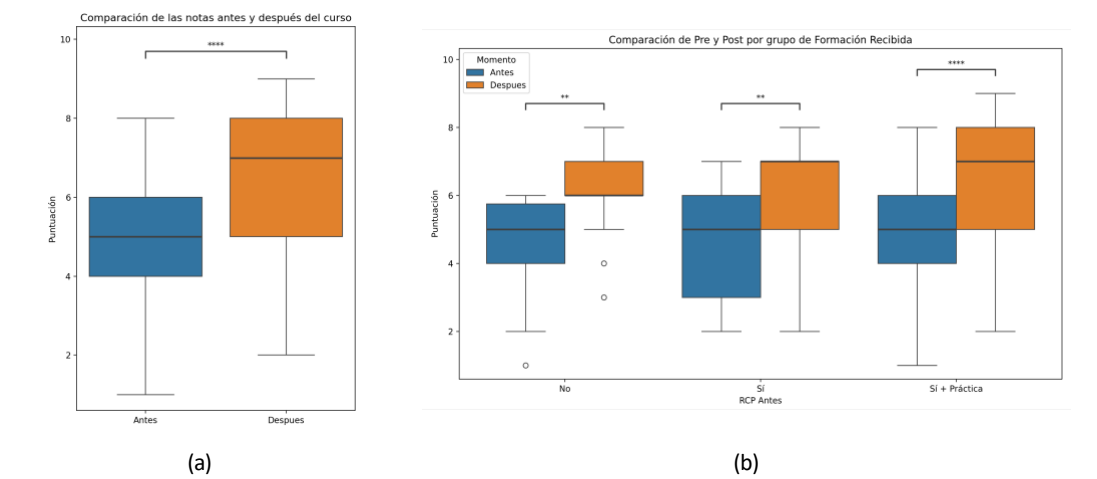 Comparación de las notas antes y después del curso
10
8
6
4
2
Puntuación
****
Antes
Despues
(a)
Comparación de Pre y Post por grupo de Formación Recibida
10
8
6
4
2
Puntuación
Momento
Antes
Despues
**
**
****
No
Sí
Sí + Práctica
RCP Antes
(b)